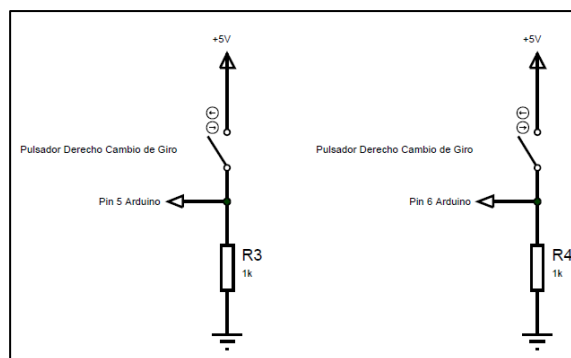 +5V
+5V
Pulsador Derecho Cambio de Giro
Pulsador Derecho Cambio de Giro
Pin 5 Arduino
Pin 6 Arduino
R3
1k
R4
1k